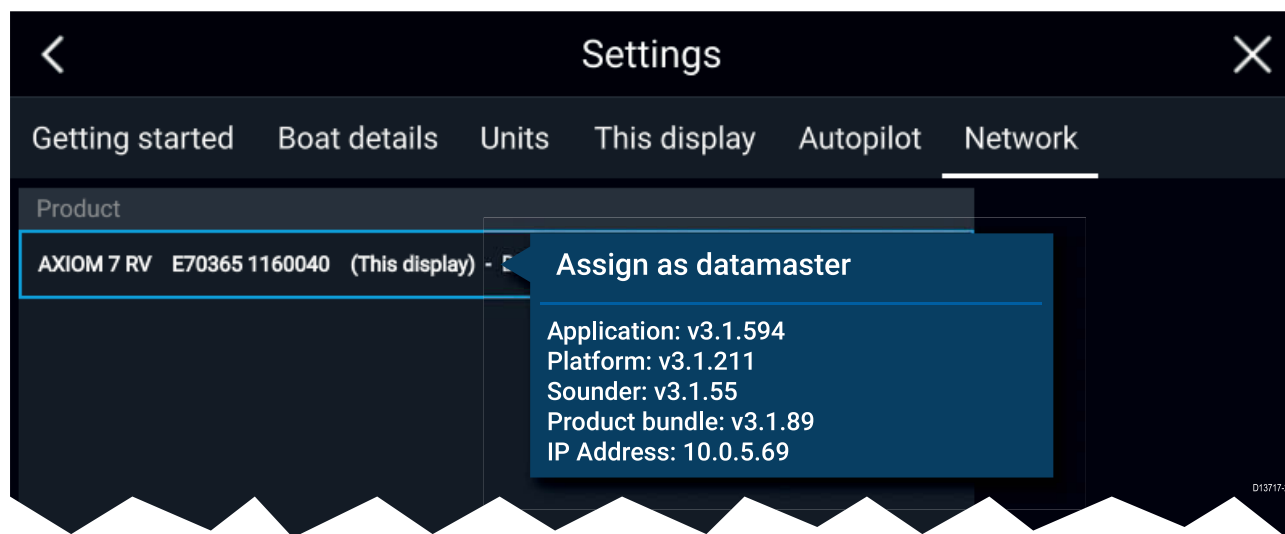 Settings
Getting started Boat details Units This display Autopilot Network
Product
AXIOM 7 RV E70365 1160040 (This display) -
Assign as datamaster
Application: v3.1.594
Platform: v3.1.211
Sounder: v3.1.55
Product bundle: v3.1.89
IP Address: 10.0.5.69